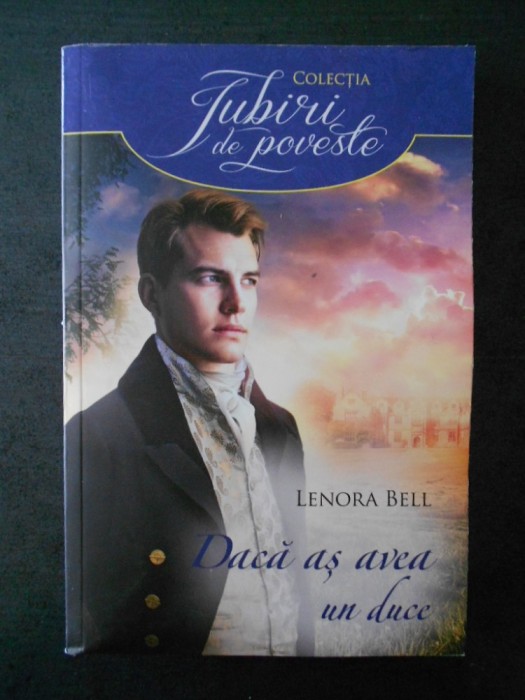 COLECȚIA
Iubiri
de poveste
LENORA BELL
Dacă aș avea
un duce